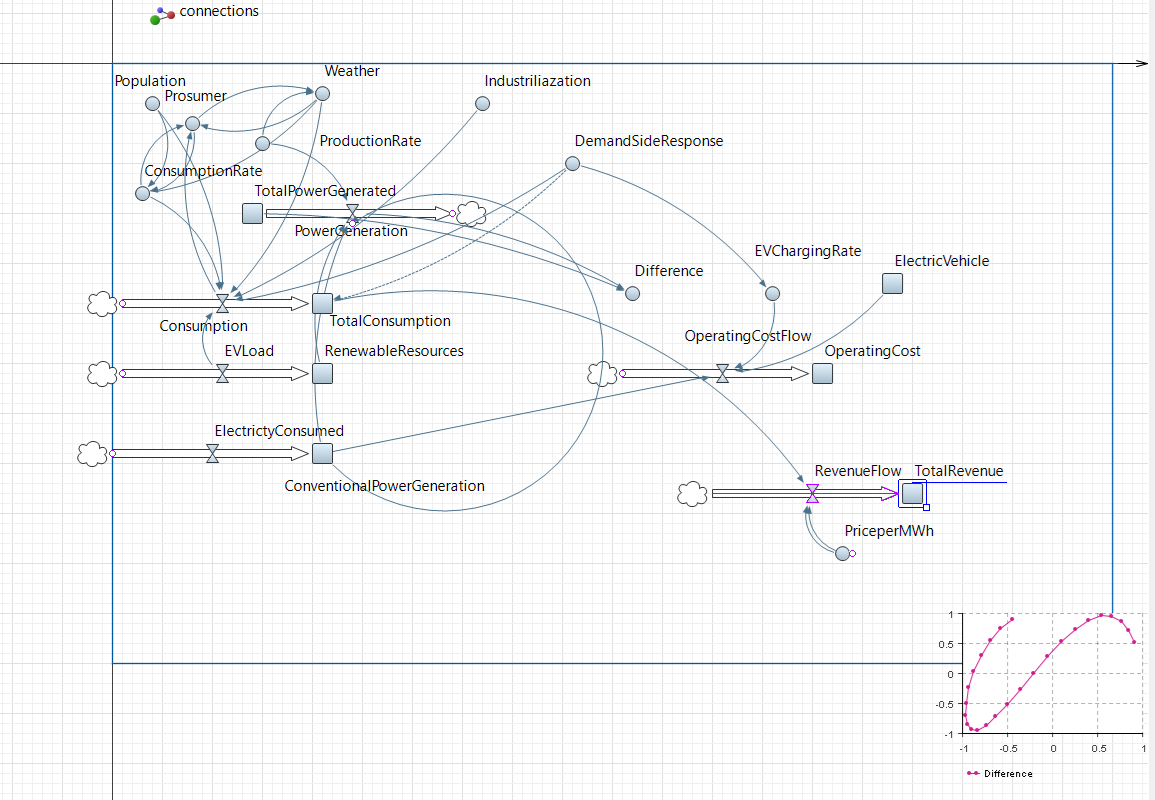 connections
Weather
Population
Industriliazation
Prosumer
ProductionRate
DemandSideResponse
ConsumptionRate
TotalPowerGenerated
PowerGeneration
EVChargingRate
ElectricVehicle
Difference
Consumption
TotalConsumption
OperatingCostFlow
EVLoad
RenewableResources
OperatingCost
ElectrictyConsumed
RevenueFlow
TotalRevenue
ConventionalPowerGeneration
PriceperMWh
1
0.5
0
-0.5
-1
-1 -0.5 0 0.5 1
Difference